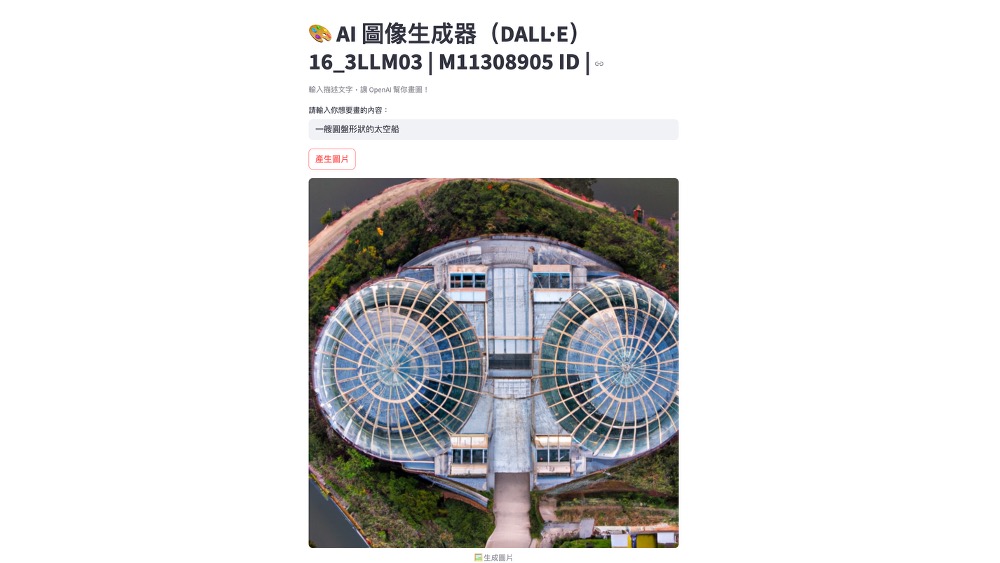 🎨 AI 圖像生成器（DALL·E）
16_3LLM03 | M11308905 ID |
輸入描述文字，讓 OpenAI 幫你畫圖！
請輸入你想要畫的內容：
一艘圓盤形狀的太空船
產生圖片
生成圖片